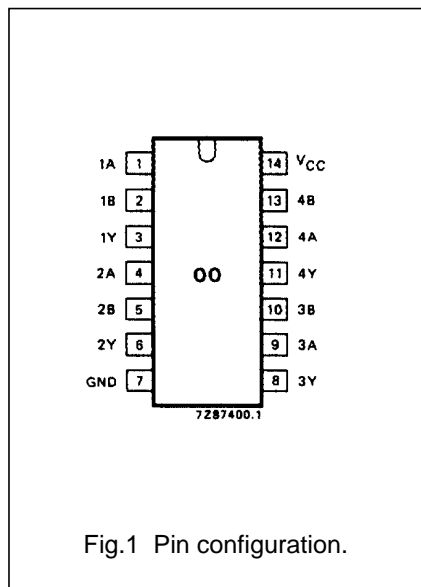 1A 1 14 VCC
1B 2 13 4B
1Y 3 12 4A
2A 4 00 11 4Y
2B 5 10 3B
2Y 6 9 3A
GND 7 8 3Y
7Z87400.1
Fig.1 Pin configuration.